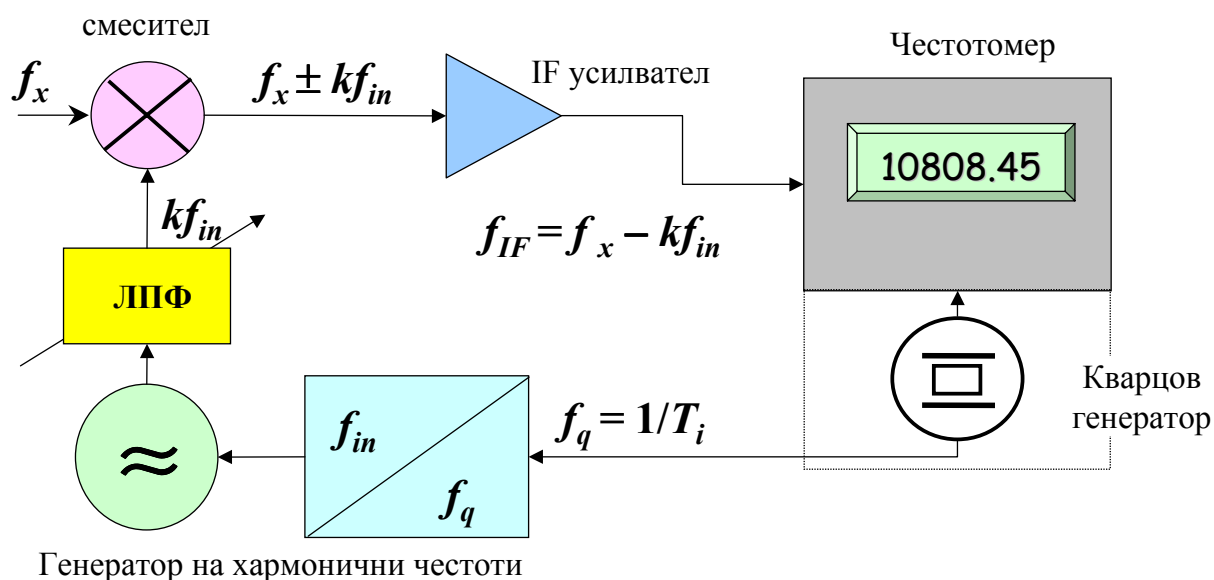 смесител
Честотомер
f_x
f_x ± kf_in
IF усилвател
10808.45
kf_in
f_IF = f_x – kf_in
ЛПФ
Кварцов
генератор
f_q = 1/T_i
f_in
f_q
≈
Генератор на хармонични честоти